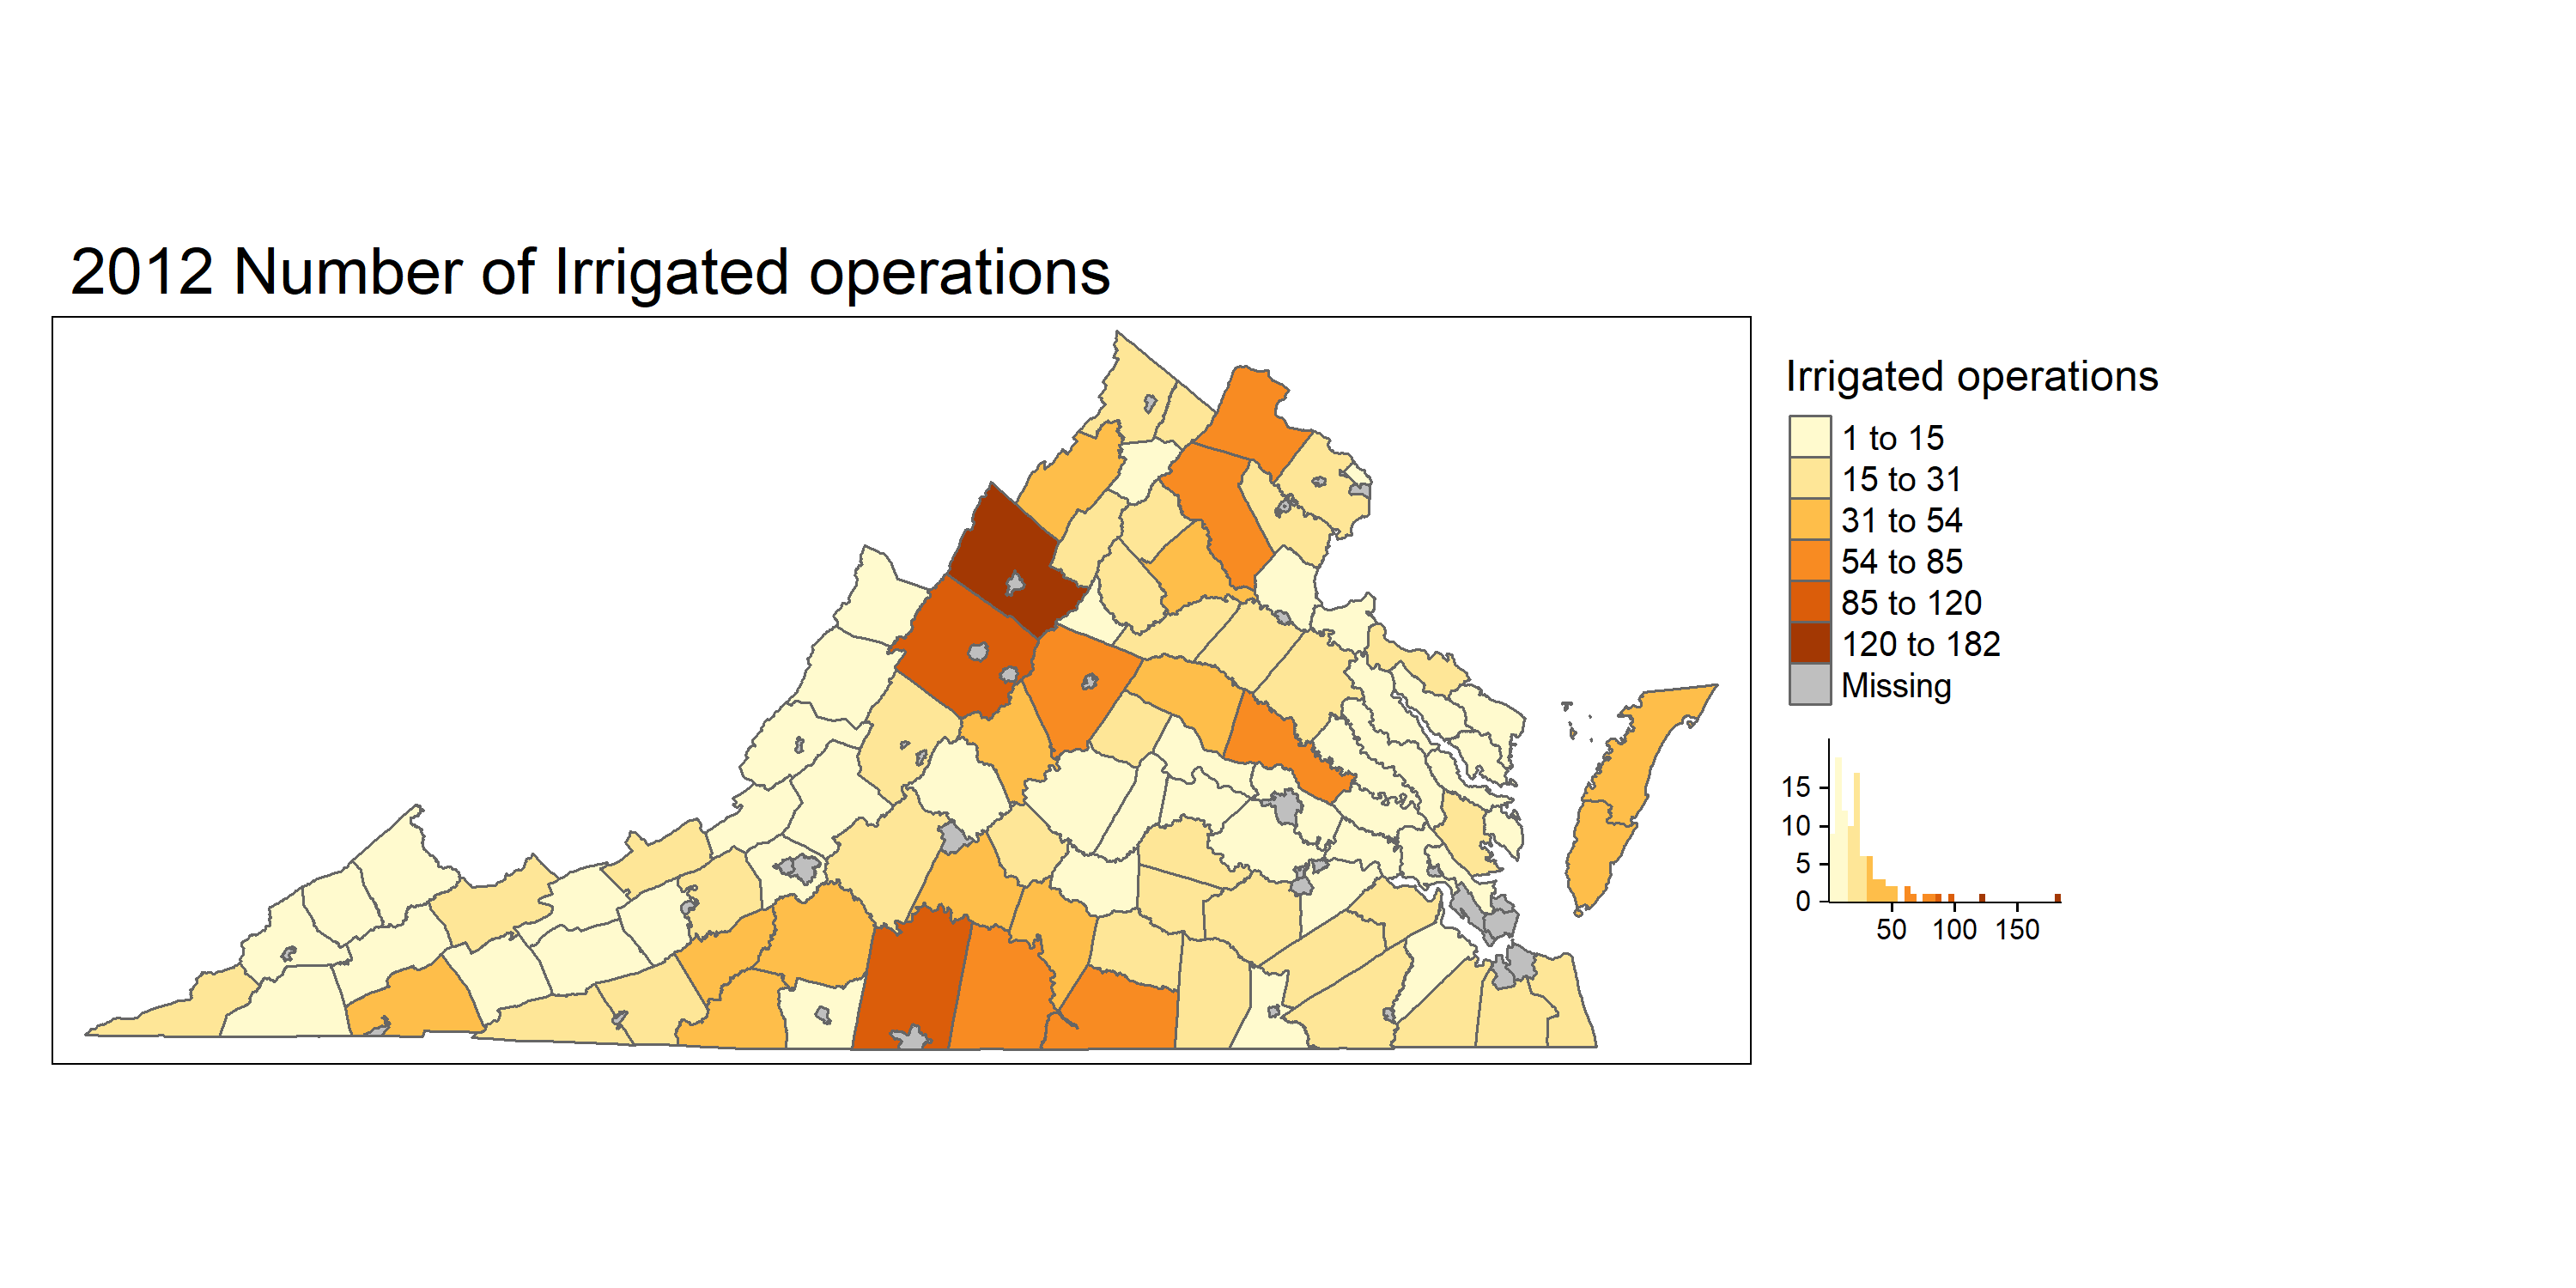 2012 Number of Irrigated operations
Irrigated operations
1 to 15
15 to 31
31 to 54
54 to 85
85 to 120
120 to 182
Missing
15
10
5
0
50 100 150